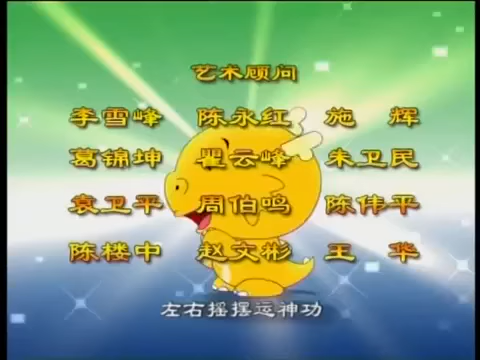 艺术顾问
李雪峰 陈永红 施 辉
葛锦坤 瞿云峰 朱卫民
袁卫平 周伯鸣 陈伟平
陈楼中 赵文彬 王 华
左右摇摆运神功